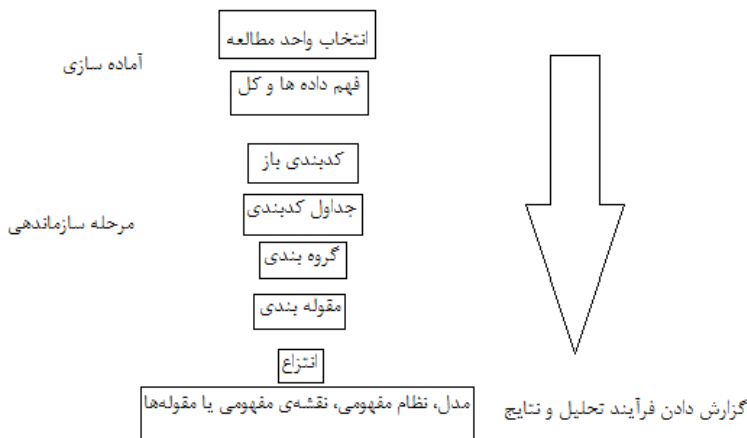 انتخاب واحد مطالعه
آماده سازی
فهم داده ها و کل
کدبندی باز
جداول کدبندی
مرحله سازماندهی
گروه بندی
مقوله بندی
انتزاع
مدل، نظام مفهومی، نقشه‌ی مفهومی یا مقوله‌ها
گزارش دادن فرآیند تحلیل و نتایج